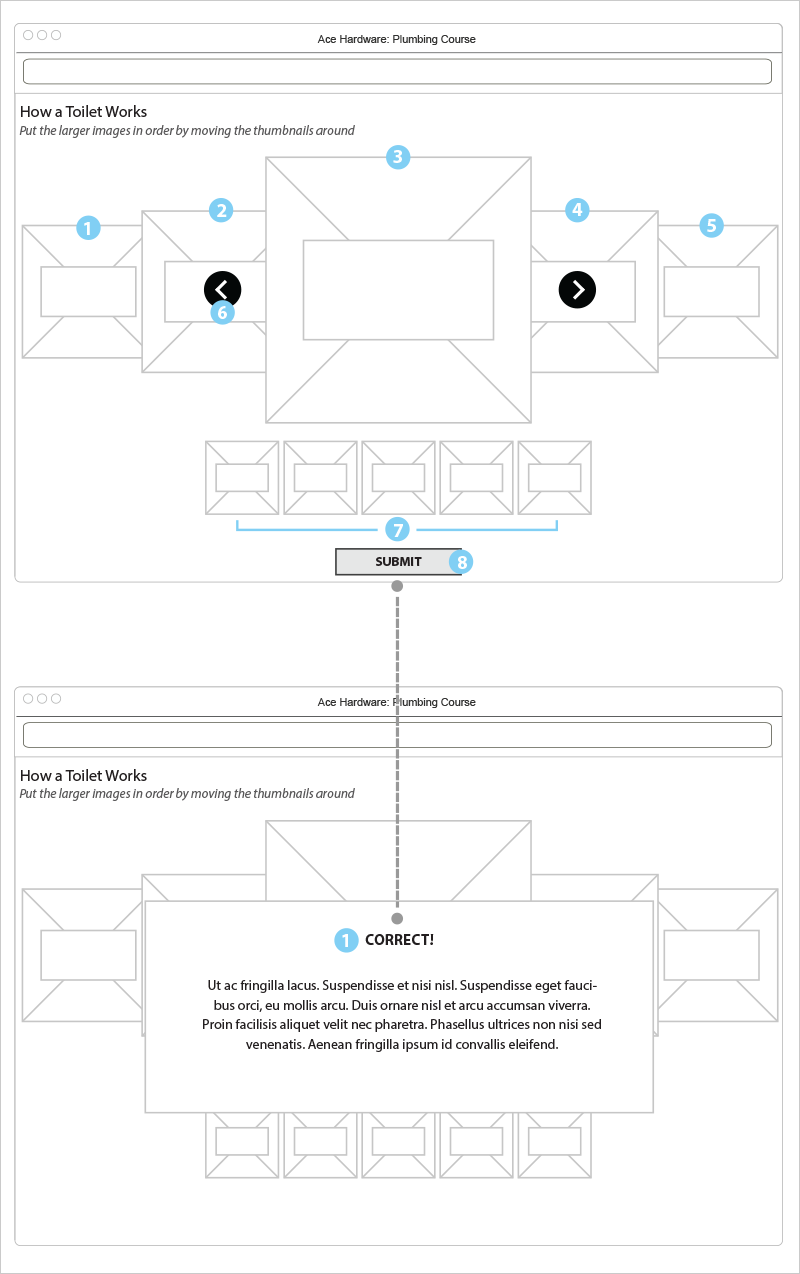 Ace Hardware: Plumbing Course
How a Toilet Works
Put the larger images in order by moving the thumbnails around
3
2
4
1
5
6
7
SUBMIT
8
Ace Hardware: Plumbing Course
How a Toilet Works
Put the larger images in order by moving the thumbnails around
1 CORRECT!
Ut ac fringilla lacus. Suspendisse et nisi nisl. Suspendisse eget fauci-
bus orci, eu mollis arcu. Duis ornare nisl et arcu accumsan viverra.
Proin facilisis aliquet velit nec pharetra. Phasellus ultrices non nisi sed
venenatis. Aenean fringilla ipsum id convallis eleifend.